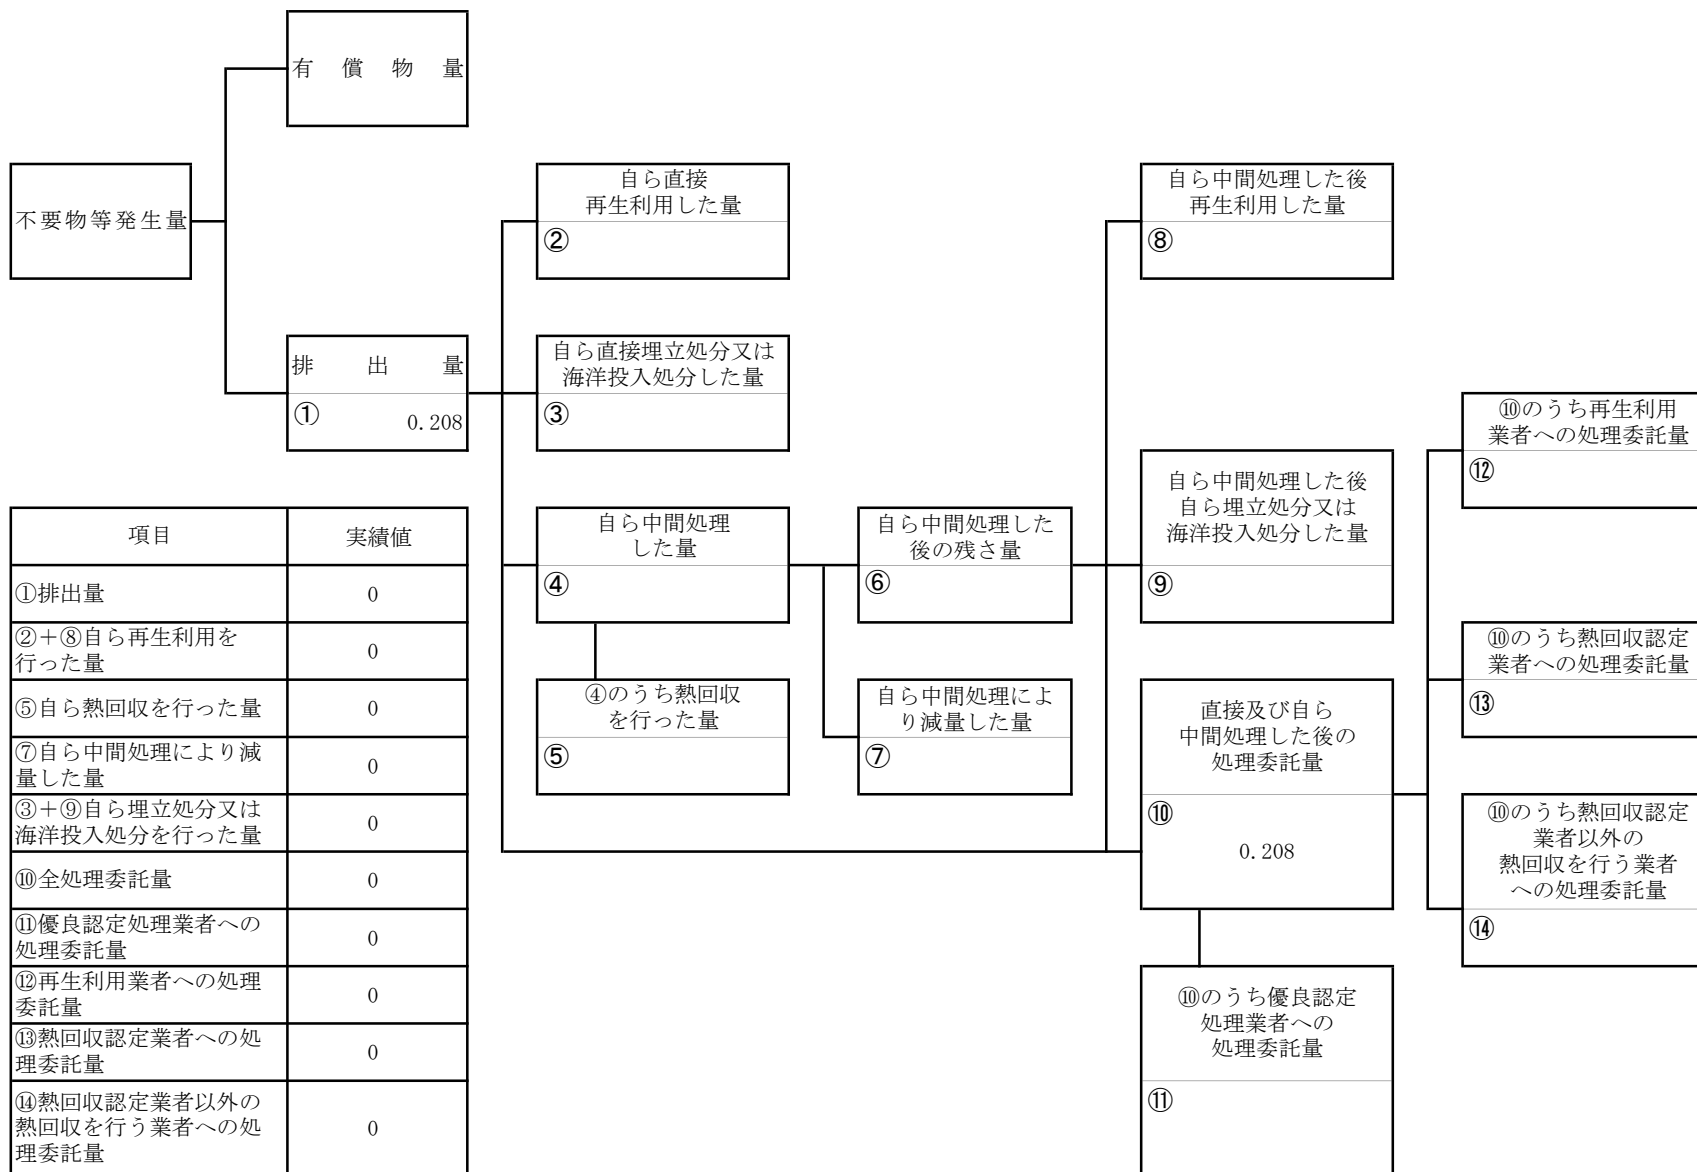 有償物量
不要物等発生量
排出量
①
0.208
自ら直接
再生利用した量
②
自ら直接埋立処分又は
海洋投入処分した量
③
自ら中間処理
した量
④
④のうち熱回収
を行った量
⑤
自ら中間処理した
後の残さ量
⑥
自ら中間処理によ
り減量した量
⑦
自ら中間処理した後
再生利用した量
⑧
自ら中間処理した後
自ら埋立処分又は
海洋投入処分した量
⑨
直接及び自ら
中間処理した後の
処理委託量
⑩
0.208
⑩のうち優良認定
処理業者への
処理委託量
⑪
⑩のうち再生利用
業者への処理委託量
⑫
⑩のうち熱回収認定
業者への処理委託量
⑬
⑩のうち熱回収認定
業者以外の
熱回収を行う業者
への処理委託量
⑭
項目 実績値
①排出量 0
②＋⑧自ら再生利用を
行った量 0
⑤自ら熱回収を行った量 0
⑦自ら中間処理により減
量した量 0
③＋⑨自ら埋立処分又は
海洋投入処分を行った量 0
⑩全処理委託量 0
⑪優良認定処理業者への
処理委託量 0
⑫再生利用業者への処理
委託量 0
⑬熱回収認定業者への処
理委託量 0
⑭熱回収認定業者以外の
熱回収を行う業者への処 0
理委託量